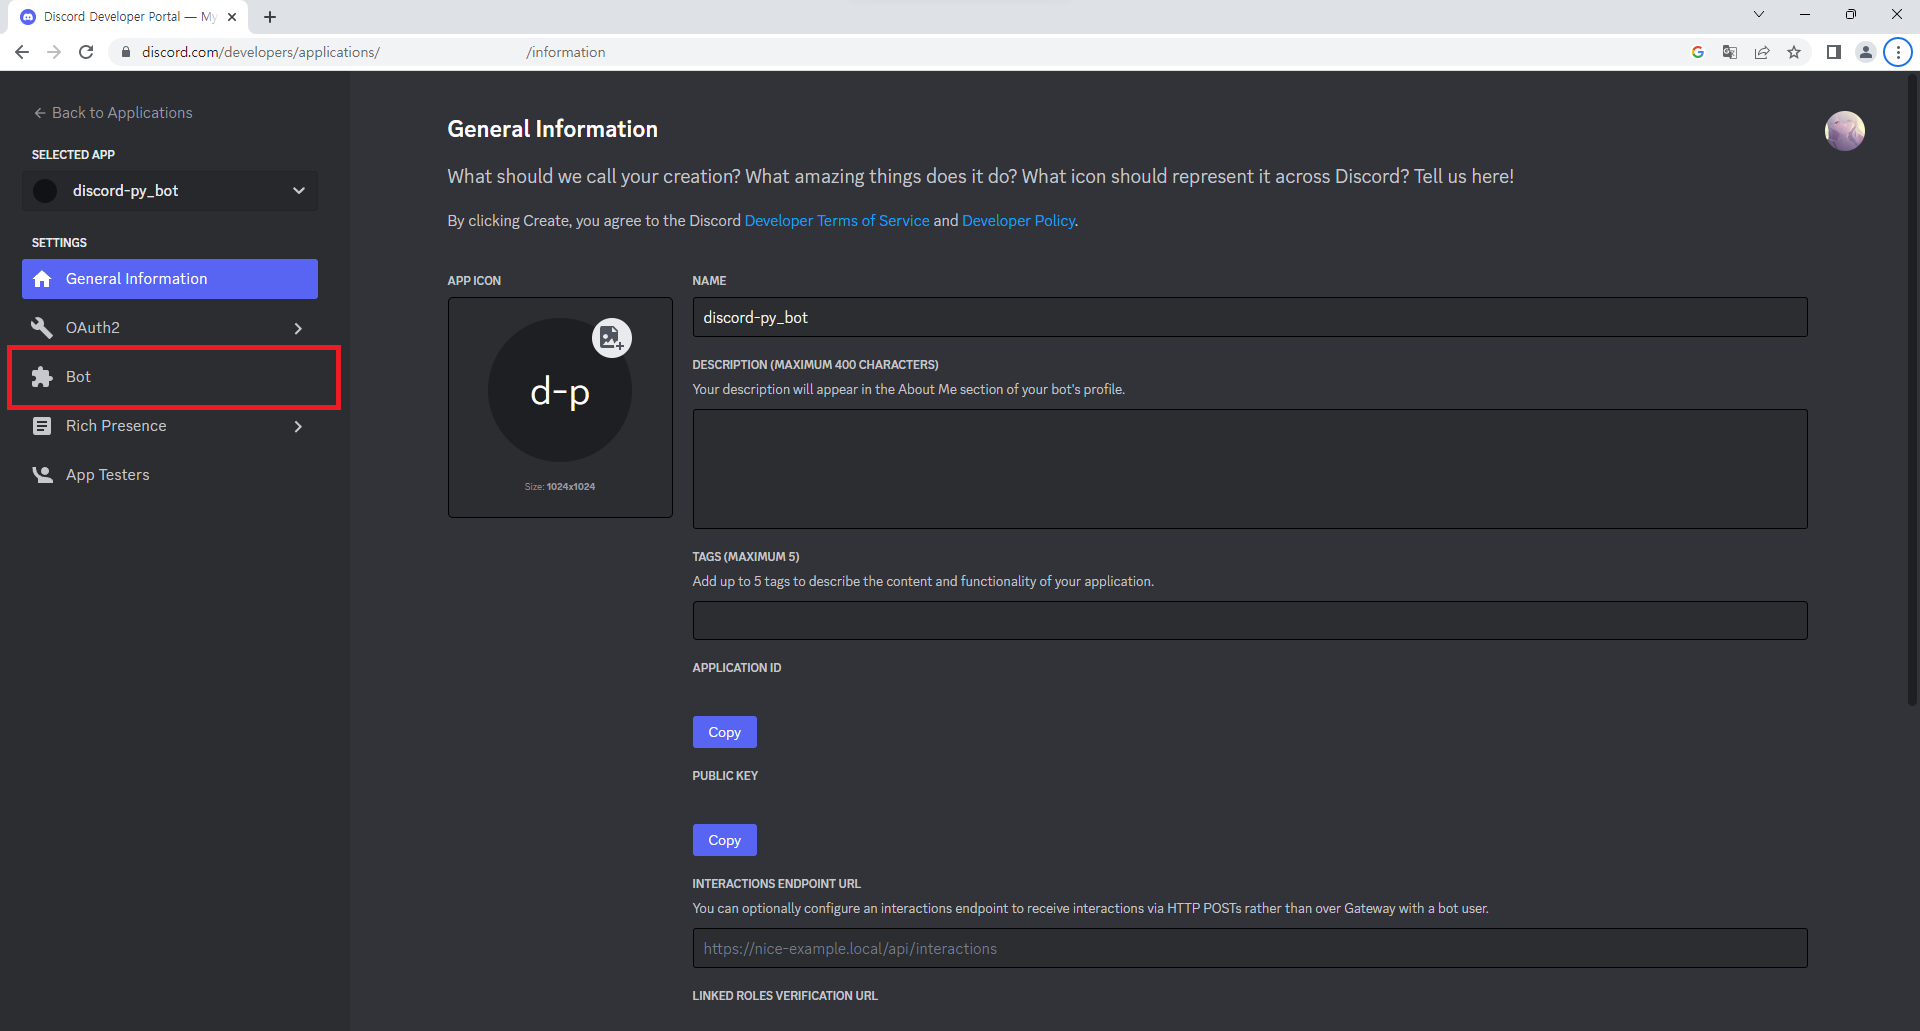 Discord Developer Portal — My
discord.com/developers/applications/ /information
Back to Applications
SELECTED APP
discord-py_bot
SETTINGS
General Information
OAuth2
Bot
Rich Presence
App Testers
General Information
What should we call your creation? What amazing things does it do? What icon should represent it across Discord? Tell us here!
By clicking Create, you agree to the Discord Developer Terms of Service and Developer Policy.
APP ICON
d-p
Size: 1024x1024
NAME
discord-py_bot
DESCRIPTION (MAXIMUM 400 CHARACTERS)
Your description will appear in the About Me section of your bot's profile.
TAGS (MAXIMUM 5)
Add up to 5 tags to describe the content and functionality of your application.
APPLICATION ID
Copy
PUBLIC KEY
Copy
INTERACTIONS ENDPOINT URL
You can optionally configure an interactions endpoint to receive interactions via HTTP POSTs rather than over Gateway with a bot user.
https://nice-example.local/api/interactions
LINKED ROLES VERIFICATION URL